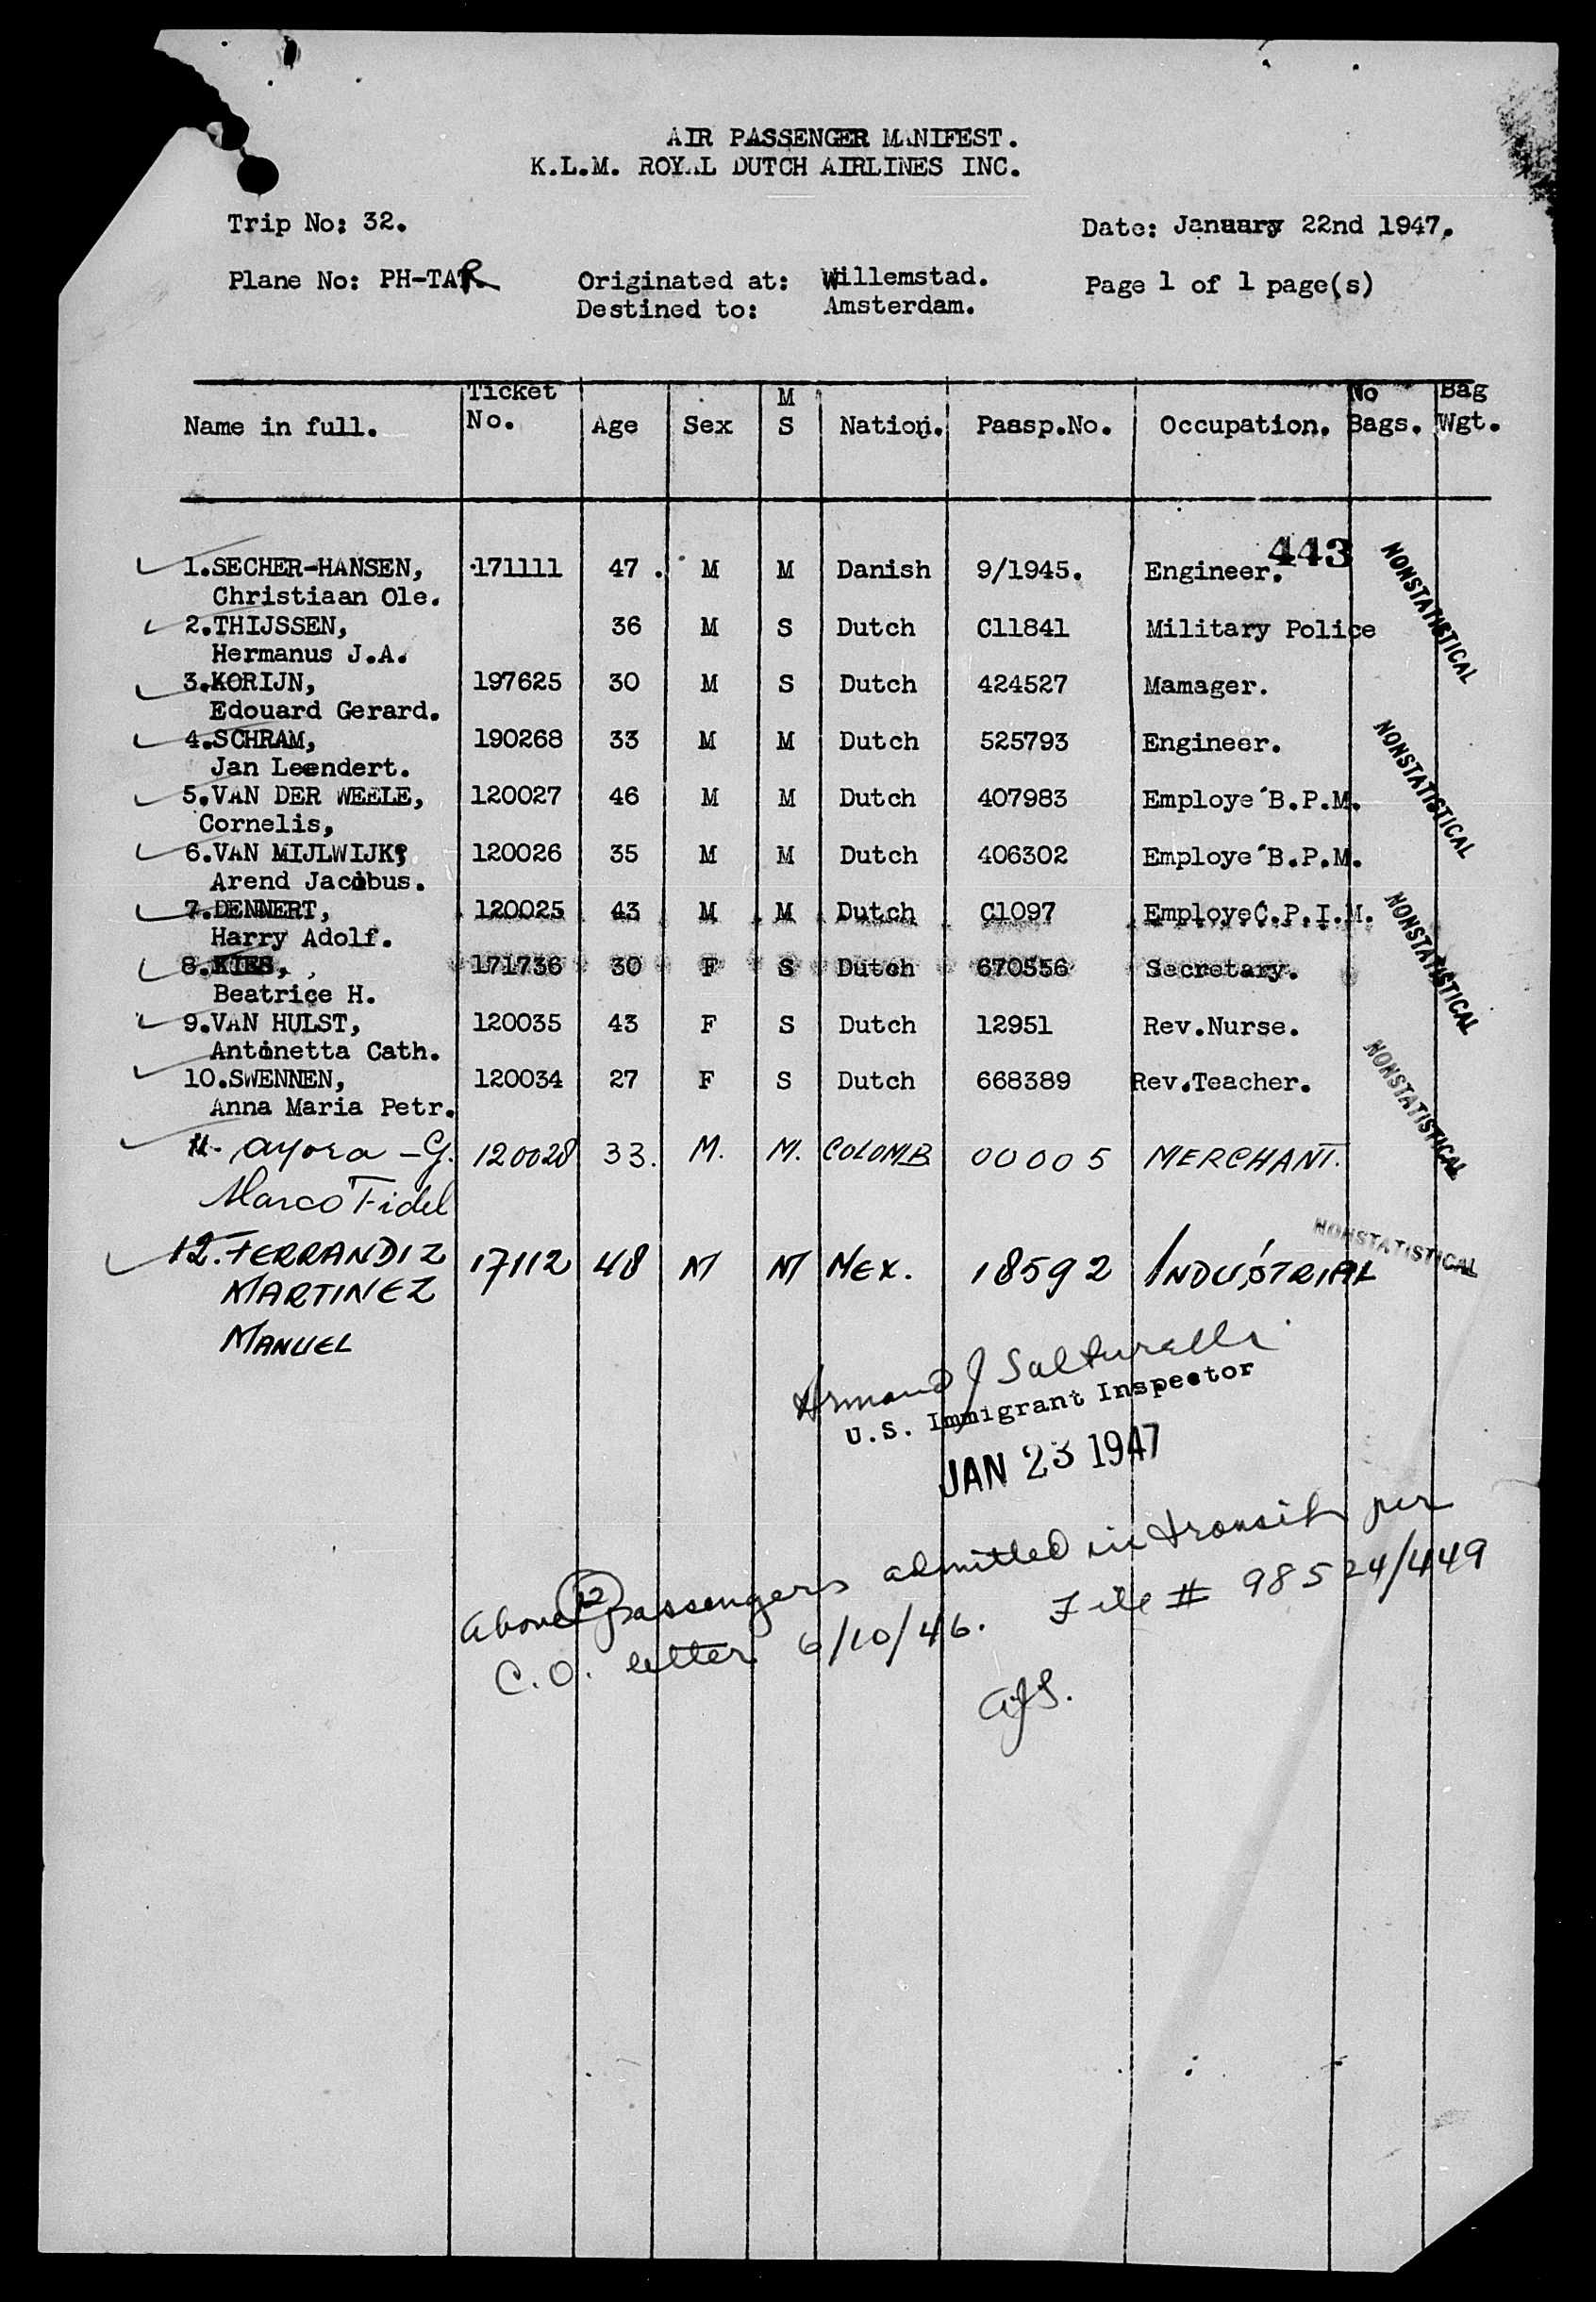 AIR PASSENGER MANIFEST.
K.L.M. ROYAL DUTCH AIRLINES INC.
Trip No: 32.
Date: January 22nd 1947.
Plane No: PH-TAR
Originated at: Willemstad.
Page 1 of 1 page(s)
Destined to: Amsterdam.
Name in full. Ticket No. Age Sex M S Nation. Paasp.No. Occupation. No Bags. Bag Wgt.
443
1.SECHER-HANSEN, 171111 47 . M M Danish 9/1945. Engineer. NONSTATISTICAL
Christiaan Ole.
2.THIJSSEN, 36 M S Dutch C11841 Military Police
Hermanus J.A.
3.KORIJN, 197625 30 M S Dutch 424527 Mamager.
Edouard Gerard.
4.SCHRAM, 190268 33 M M Dutch 525793 Engineer. NONSTATISTICAL
Jan Leendert.
5.VAN DER WEELE, 120027 46 M M Dutch 407983 Employe´B.P.M.
Cornelis,
6.VAN MIJLWIJK, 120026 35 M M Dutch 406302 Employe´B.P.M.
Arend Jacobus.
7.DENNERT, 120025 43 M M Dutch C1097 EmployeC.P.I.M. NONSTATISTICAL
Harry Adolf.
8.KIES, 171736 30 F S Dutch 670556 Secretary.
Beatrice H.
9.VAN HULST, 120035 43 F S Dutch 12951 Rev.Nurse.
Antonetta Cath.
10.SWENNEN, 120034 27 F S Dutch 668389 Rev.Teacher. NONSTATISTICAL
Anna Maria Petr.
11. Ayora - G. 120028 33. M. M. COLOMB 00005 MERCHANT.
Marco Fidel
12. FERRANDIZ 17112 48 M M MEX. 18592 INDUSTRIAL NONSTATISTICAL
MARTINEZ
MANUEL
Armand J Salturelli
U.S. Immigrant Inspector
JAN 23 1947
Above 12 passengers admitted in transit per
C.O. letter 6/10/46. File # 98524/449
AJS.